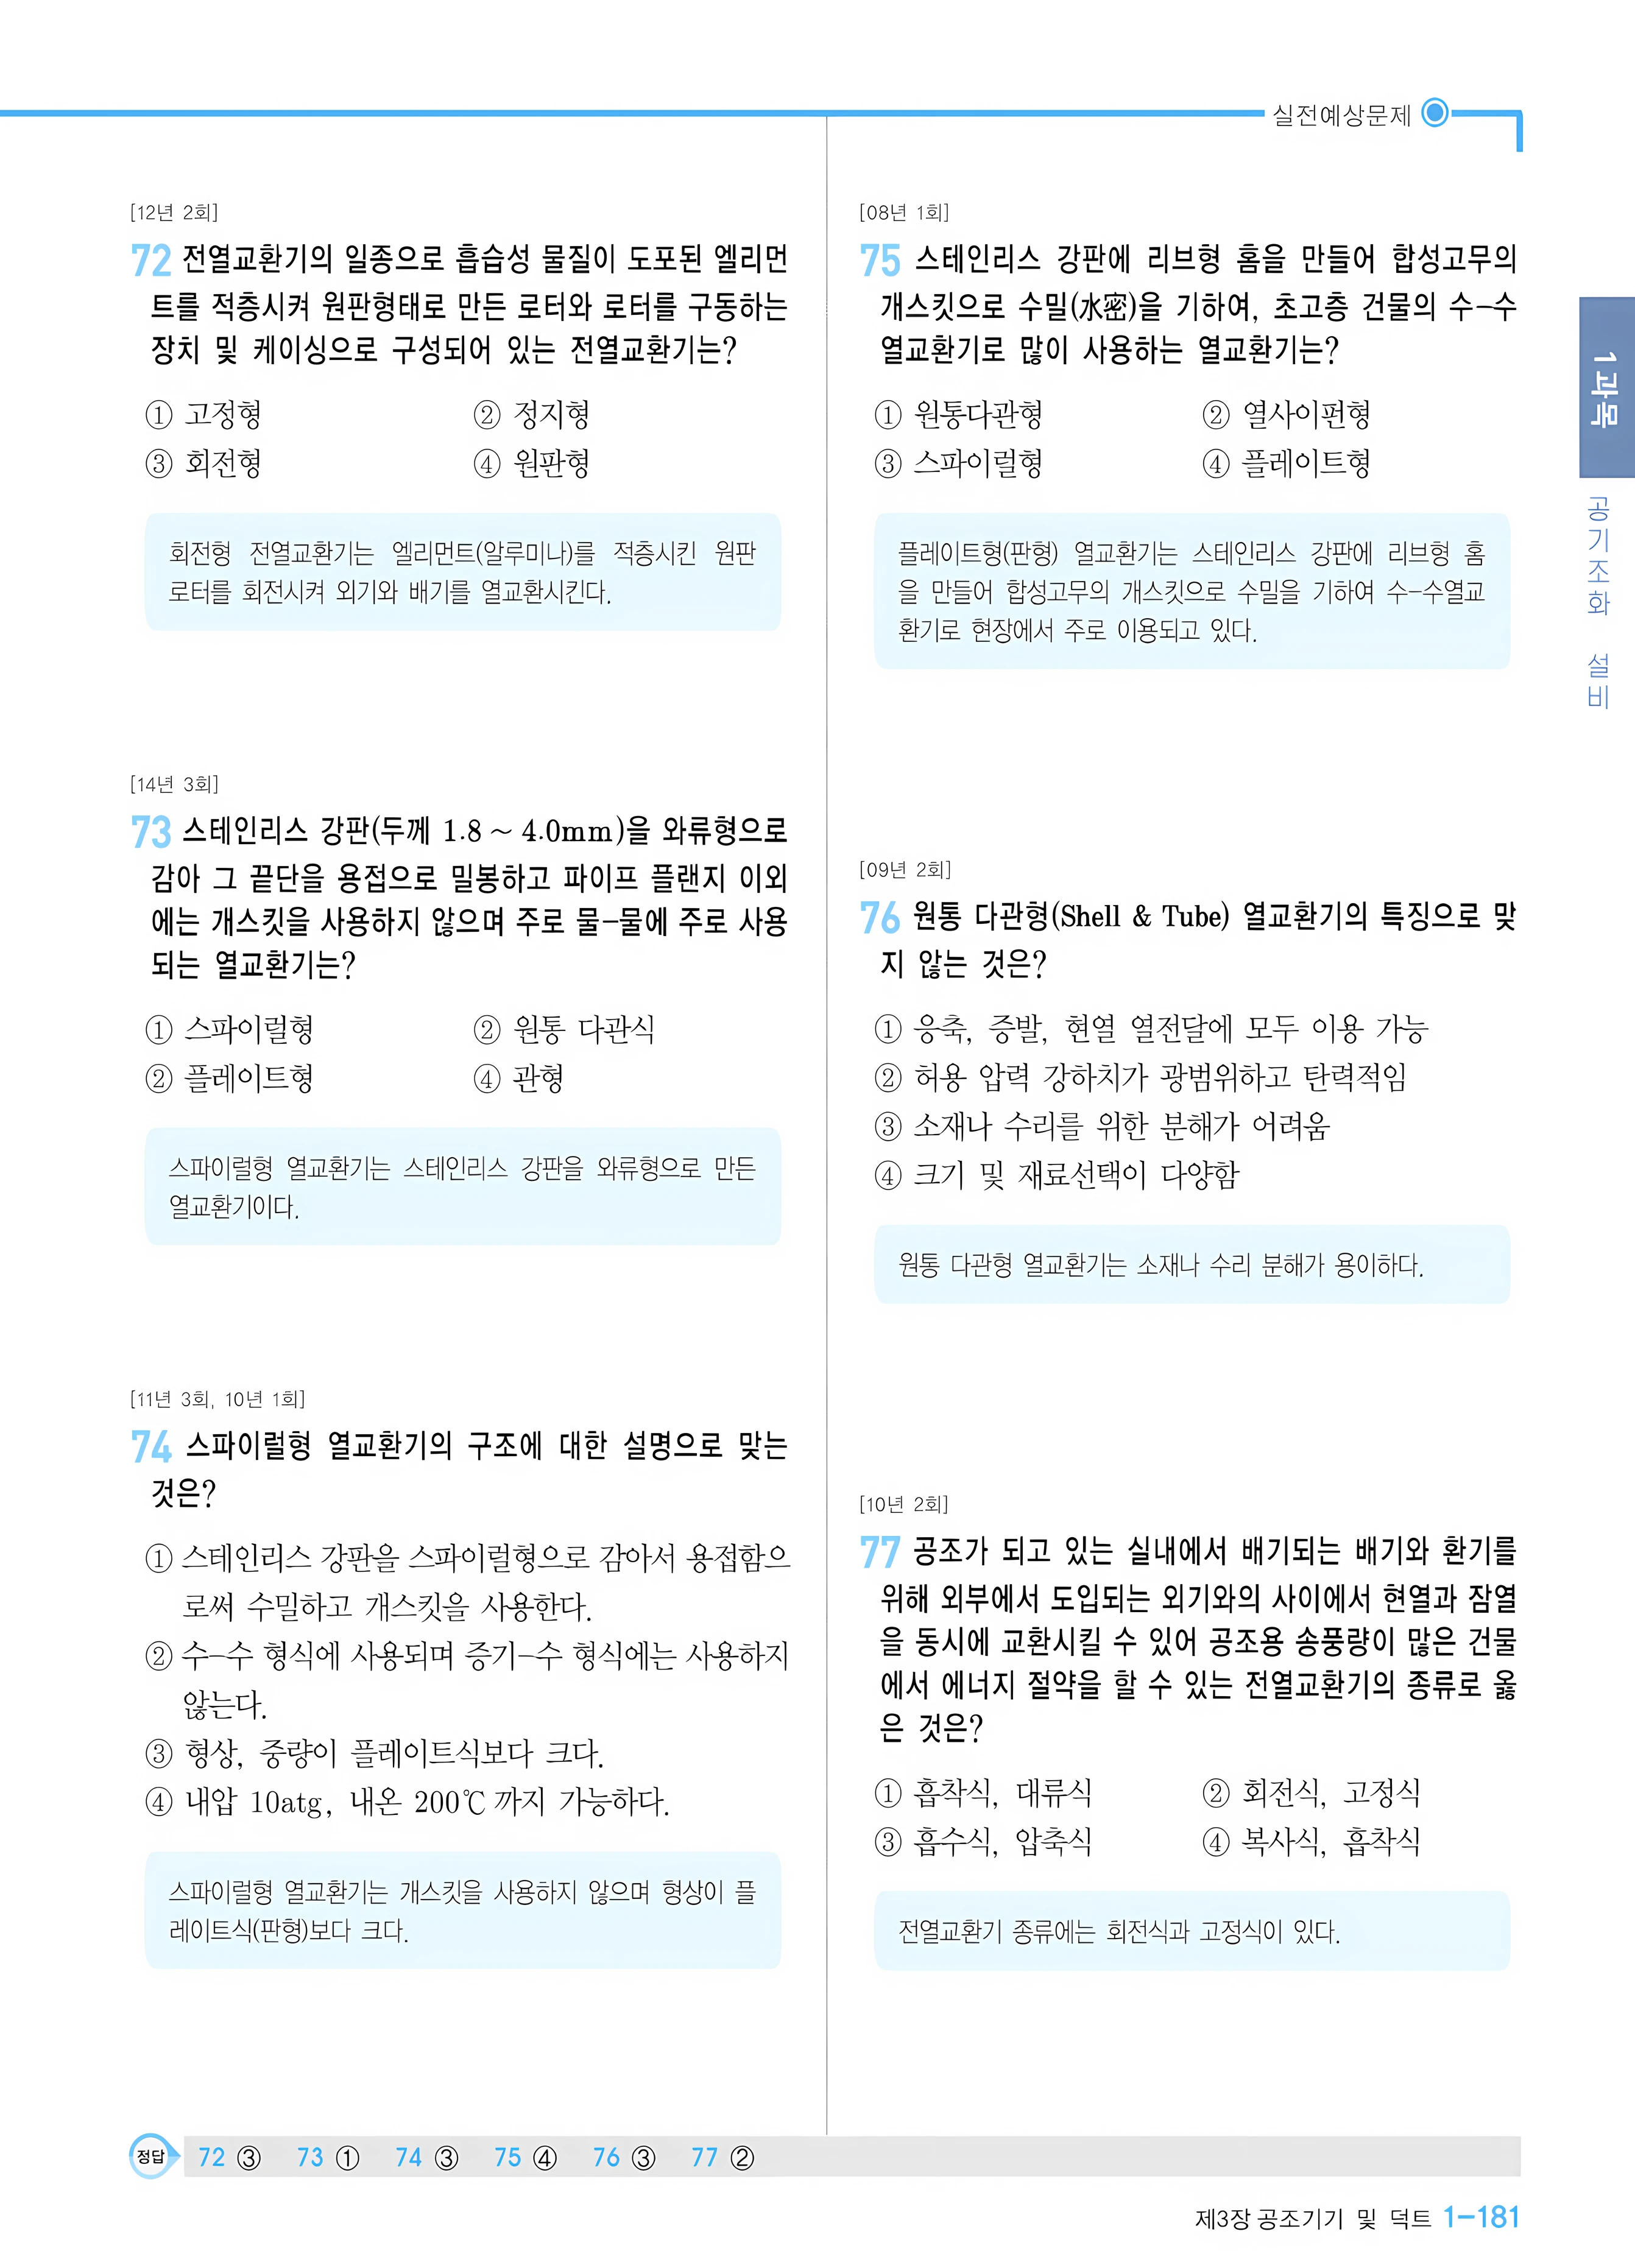 실전예상문제
[12년 2회]
72 전열교환기의 일종으로 흡습성 물질이 도포된 엘리먼
트를 적층시켜 원판형태로 만든 로터와 로터를 구동하는
장치 및 케이싱으로 구성되어 있는 전열교환기는?
① 고정형 ② 정지형
③ 회전형 ④ 원판형
회전형 전열교환기는 엘리먼트(알루미나)를 적층시킨 원판
로터를 회전시켜 외기와 배기를 열교환시킨다.
[14년 3회]
73 스테인리스 강판(두께 1.8 ~ 4.0mm)을 와류형으로
감아 그 끝단을 용접으로 밀봉하고 파이프 플랜지 이외
에는 개스킷을 사용하지 않으며 주로 물-물에 주로 사용
되는 열교환기는?
① 스파이럴형 ② 원통 다관식
② 플레이트형 ④ 관형
스파이럴형 열교환기는 스테인리스 강판을 와류형으로 만든
열교환기이다.
[11년 3회, 10년 1회]
74 스파이럴형 열교환기의 구조에 대한 설명으로 맞는
것은?
① 스테인리스 강판을 스파이럴형으로 감아서 용접함으
로써 수밀하고 개스킷을 사용한다.
② 수-수 형식에 사용되며 증기-수 형식에는 사용하지
않는다.
③ 형상, 중량이 플레이트식보다 크다.
④ 내압 10atg, 내온 200℃ 까지 가능하다.
스파이럴형 열교환기는 개스킷을 사용하지 않으며 형상이 플
레이트식(판형)보다 크다.
[08년 1회]
75 스테인리스 강판에 리브형 홈을 만들어 합성고무의
개스킷으로 수밀(水密)을 기하여, 초고층 건물의 수-수
열교환기로 많이 사용하는 열교환기는?
① 원통다관형 ② 열사이펀형
③ 스파이럴형 ④ 플레이트형
플레이트형(판형) 열교환기는 스테인리스 강판에 리브형 홈
을 만들어 합성고무의 개스킷으로 수밀을 기하여 수-수열교
환기로 현장에서 주로 이용되고 있다.
[09년 2회]
76 원통 다관형(Shell & Tube) 열교환기의 특징으로 맞
지 않는 것은?
① 응축, 증발, 현열 열전달에 모두 이용 가능
② 허용 압력 강하치가 광범위하고 탄력적임
③ 소재나 수리를 위한 분해가 어려움
④ 크기 및 재료선택이 다양함
원통 다관형 열교환기는 소재나 수리 분해가 용이하다.
[10년 2회]
77 공조가 되고 있는 실내에서 배기되는 배기와 환기를
위해 외부에서 도입되는 외기와의 사이에서 현열과 잠열
을 동시에 교환시킬 수 있어 공조용 송풍량이 많은 건물
에서 에너지 절약을 할 수 있는 전열교환기의 종류로 옳
은 것은?
① 흡착식, 대류식 ② 회전식, 고정식
③ 흡수식, 압축식 ④ 복사식, 흡착식
전열교환기 종류에는 회전식과 고정식이 있다.
1과목
공기조화 설비
정답 72 ③ 73 ① 74 ③ 75 ④ 76 ③ 77 ②
제3장 공조기기 및 덕트 1-181